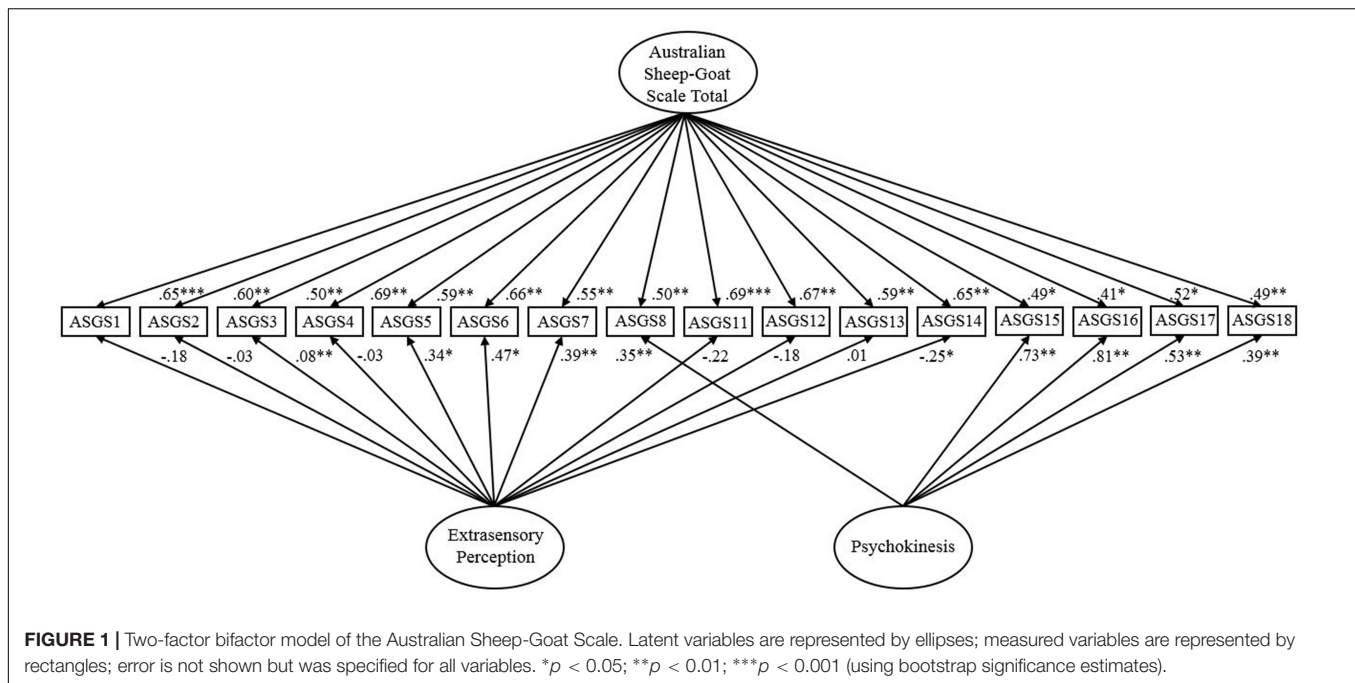 Australian
Sheep-Goat
Scale Total
.65*** .60** .50** .69** .59** .66** .55** .50** .69*** .67** .59** .65** .49* .41* .52* .49**
ASGS1 ASGS2 ASGS3 ASGS4 ASGS5 ASGS6 ASGS7 ASGS8 ASGS11 ASGS12 ASGS13 ASGS14 ASGS15 ASGS16 ASGS17 ASGS18
-.18 -.03 .08** -.03 .34* .47* .39** .35** -.22 -.18 .01 -.25* .73** .81** .53** .39**
Extrasensory
Perception
Psychokinesis
FIGURE 1 | Two-factor bifactor model of the Australian Sheep-Goat Scale. Latent variables are represented by ellipses; measured variables are represented by
rectangles; error is not shown but was specified for all variables. *p < 0.05; **p < 0.01; ***p < 0.001 (using bootstrap significance estimates).